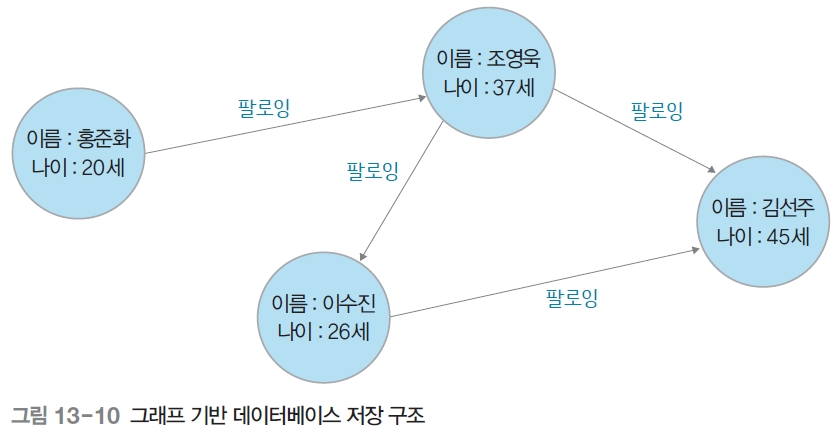 이름 : 조영욱
나이 : 37세
팔로잉
팔로잉
이름 : 홍준화
나이 : 20세
팔로잉
이름 : 김선주
나이 : 45세
이름 : 이수진
나이 : 26세
팔로잉
그림 13-10 그래프 기반 데이터베이스 저장 구조